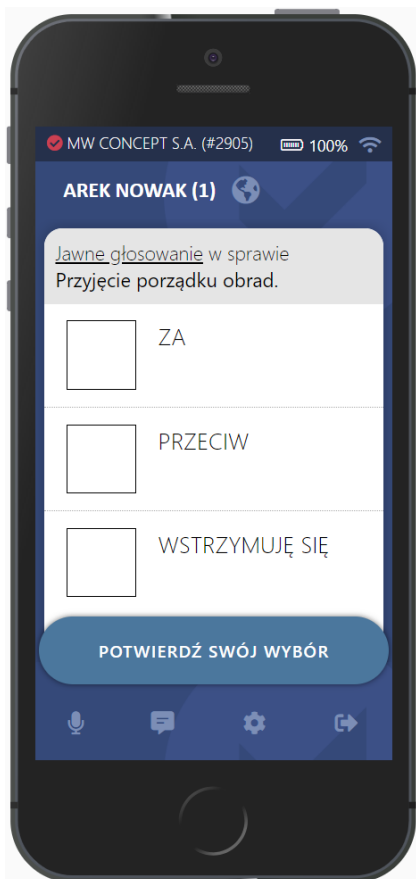 MW CONCEPT S.A. (#2905) 100%
AREK NOWAK (1)
Jawne głosowanie w sprawie
Przyjęcie porządku obrad.
ZA
PRZECIW
WSTRZYMUJĘ SIĘ
POTWIERDŹ SWÓJ WYBÓR